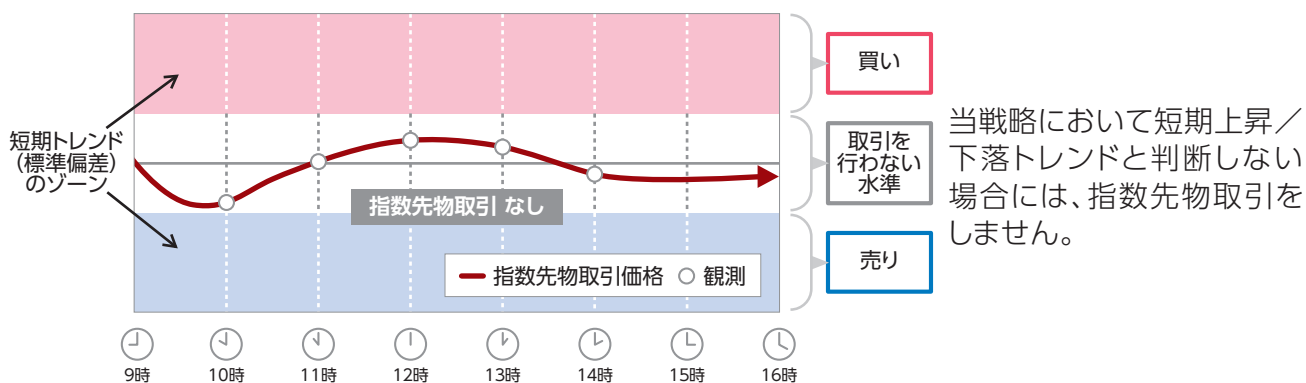 短期トレンド
（標準偏差）
のゾーン
指数先物取引 なし
指数先物取引価格 観測
買い
取引を
行わない
水準
売り
当戦略において短期上昇／
下落トレンドと判断しない
場合には、指数先物取引を
しません。
9時 10時 11時 12時 13時 14時 15時 16時